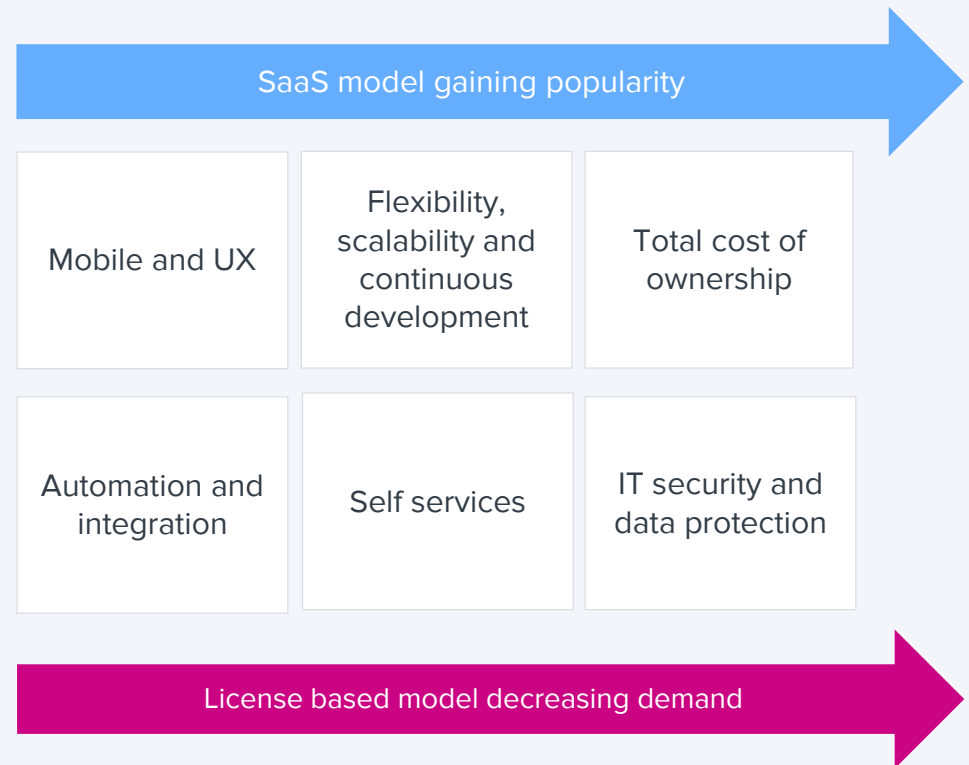 SaaS model gaining popularity
Mobile and UX
Flexibility,
scalability and
continuous
development
Total cost of
ownership
Automation and
integration
Self services
IT security and
data protection
License based model decreasing demand